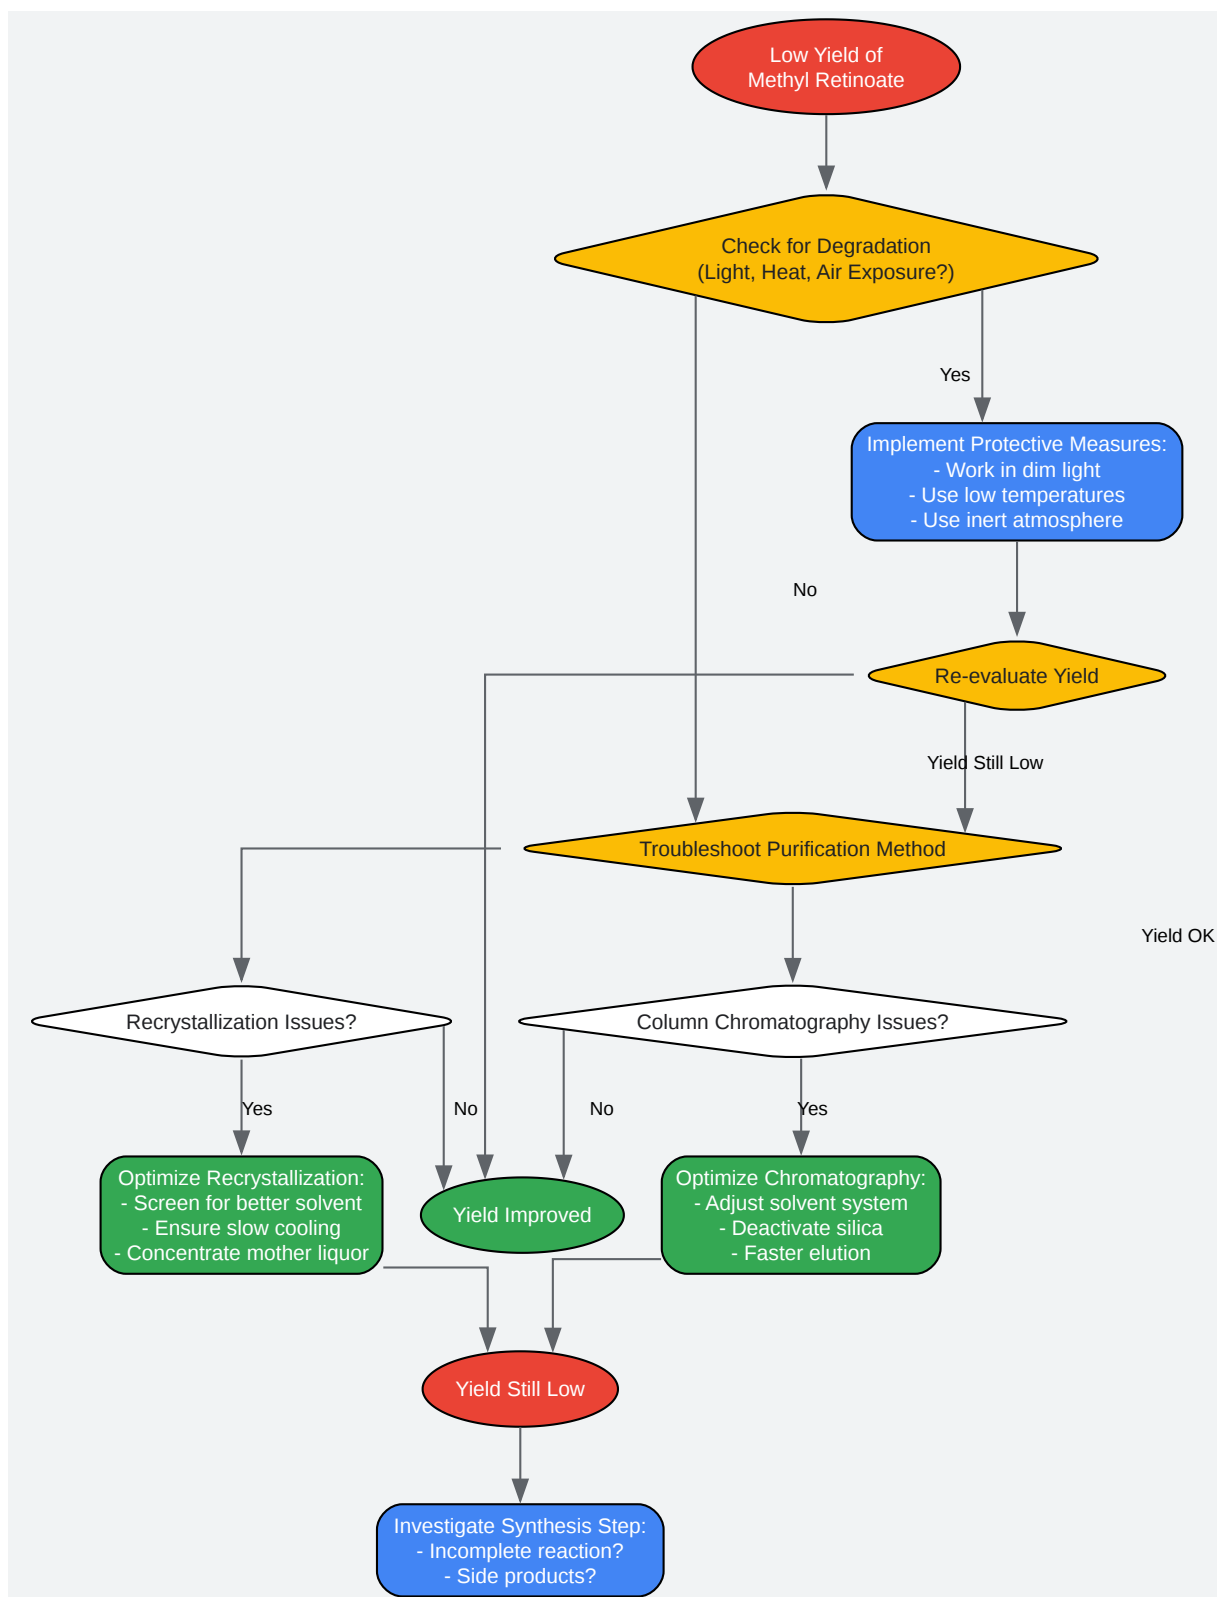 Low Yield of
Methyl Retinoate
Check for Degradation
(Light, Heat, Air Exposure?)
Yes
Implement Protective Measures:
- Work in dim light
- Use low temperatures
- Use inert atmosphere
No
Re-evaluate Yield
Yield Still Low
Troubleshoot Purification Method
Yield OK
Recrystallization Issues?
Column Chromatography Issues?
Yes
No
No
Yes
Optimize Recrystallization:
- Screen for better solvent
- Ensure slow cooling
- Concentrate mother liquor
Yield Improved
Optimize Chromatography:
- Adjust solvent system
- Deactivate silica
- Faster elution
Yield Still Low
Investigate Synthesis Step:
- Incomplete reaction?
- Side products?